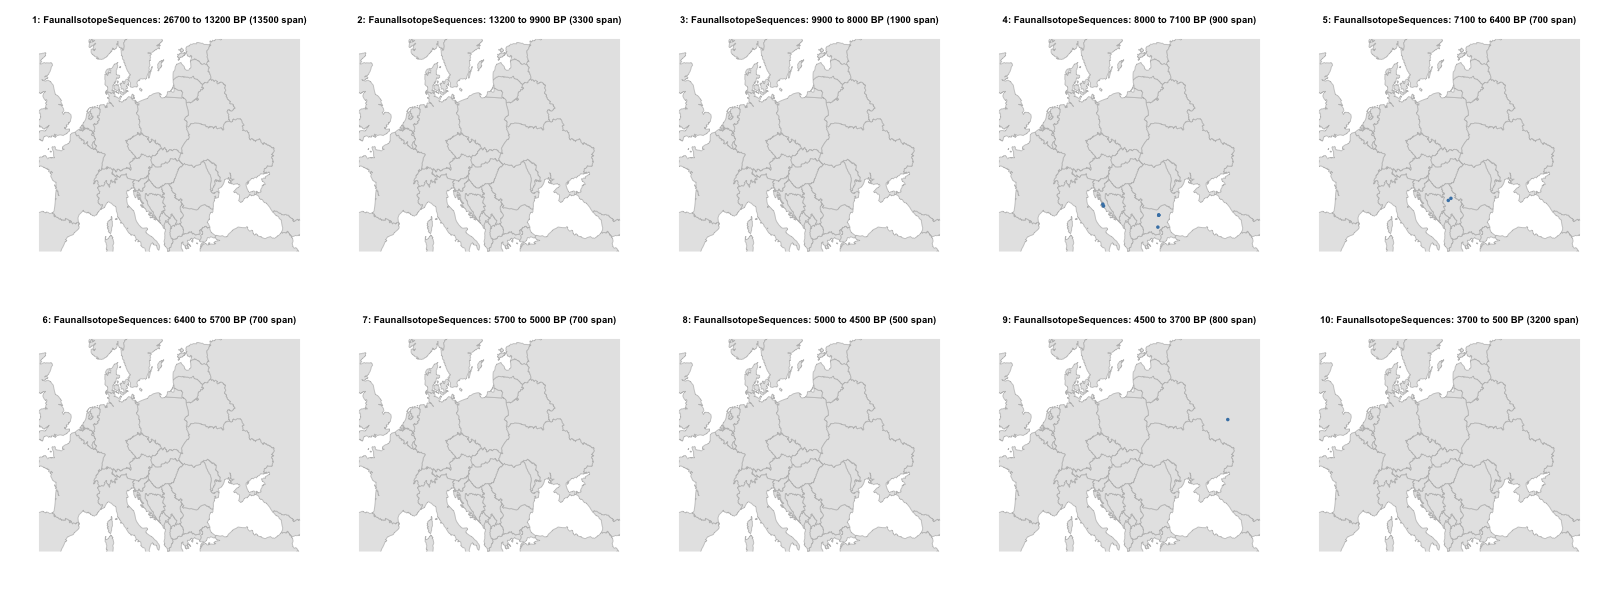 1: FaunalIsotopeSequences: 26700 to 13200 BP (13500 span)
2: FaunalIsotopeSequences: 13200 to 9900 BP (3300 span)
3: FaunalIsotopeSequences: 9900 to 8000 BP (1900 span)
4: FaunalIsotopeSequences: 8000 to 7100 BP (900 span)
5: FaunalIsotopeSequences: 7100 to 6400 BP (700 span)
6: FaunalIsotopeSequences: 6400 to 5700 BP (700 span)
7: FaunalIsotopeSequences: 5700 to 5000 BP (700 span)
8: FaunalIsotopeSequences: 5000 to 4500 BP (500 span)
9: FaunalIsotopeSequences: 4500 to 3700 BP (800 span)
10: FaunalIsotopeSequences: 3700 to 500 BP (3200 span)